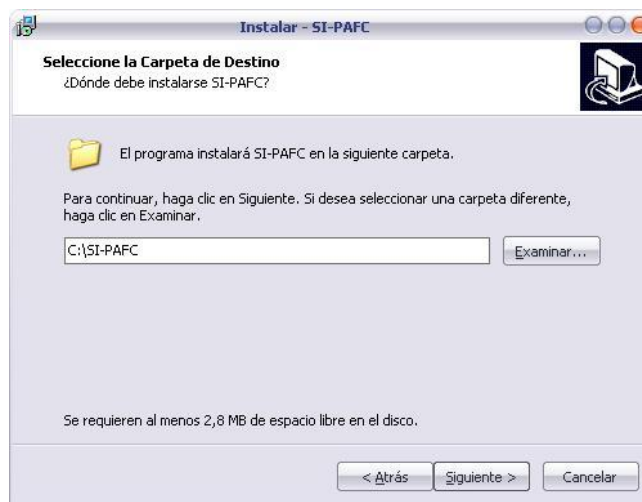 Instalar - SI-PAFC
Seleccione la Carpeta de Destino
¿Dónde debe instalarse SI-PAFC?
El programa instalará SI-PAFC en la siguiente carpeta.
Para continuar, haga clic en Siguiente. Si desea seleccionar una carpeta diferente,
haga clic en Examinar.
C:\SI-PAFC
Examinar...
Se requieren al menos 2,8 MB de espacio libre en el disco.
< Atrás
Siguiente >
Cancelar